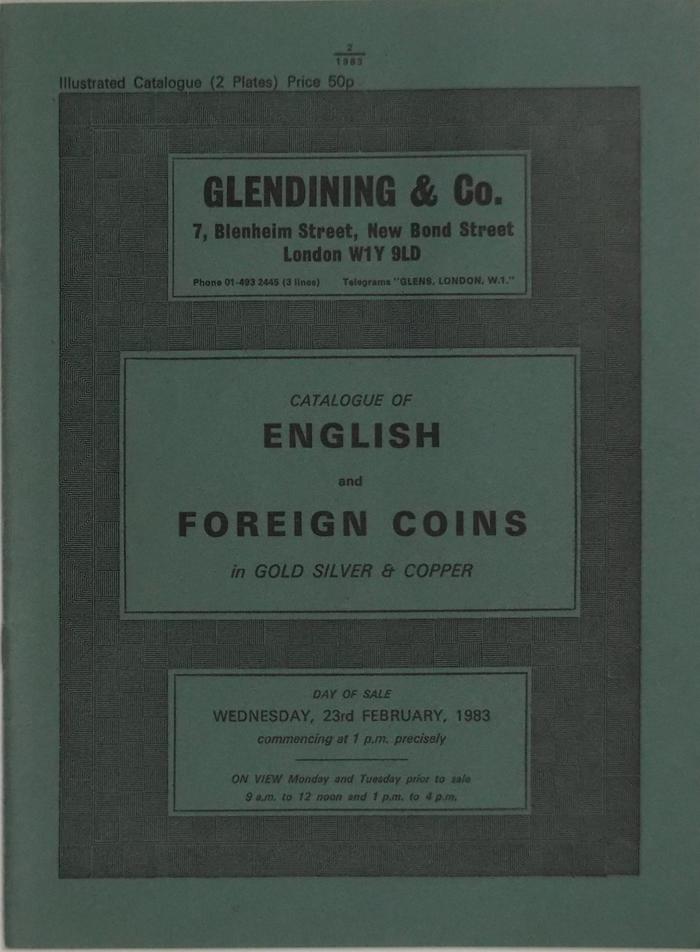 2
1983
Illustrated Catalogue (2 Plates) Price 50p
GLENDINING & Co.
7, Blenheim Street, New Bond Street
London W1Y 9LD
Phone 01-493 2445 (3 lines) Telegrams "GLENS, LONDON, W.1."
CATALOGUE OF
ENGLISH
and
FOREIGN COINS
in GOLD SILVER & COPPER
DAY OF SALE
WEDNESDAY, 23rd FEBRUARY, 1983
commencing at 1 p.m. precisely
ON VIEW Monday and Tuesday prior to sale
9 a.m. to 12 noon and 1 p.m. to 4 p.m.